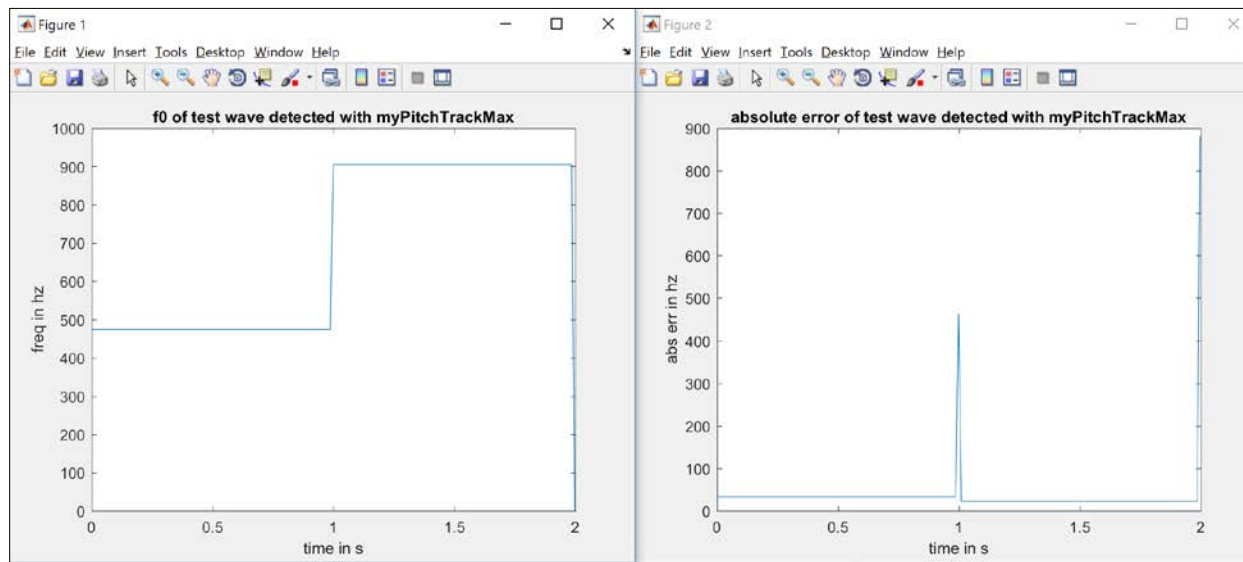 Figure 1
File Edit View Insert Tools Desktop Window Help
f0 of test wave detected with myPitchTrackMax
1000
900
800
700
600
500
400
300
200
100
0
freq in hz
0 0.5 1 1.5 2
time in s
Figure 2
File Edit View Insert Tools Desktop Window Help
absolute error of test wave detected with myPitchTrackMax
900
800
700
600
500
400
300
200
100
0
abs err in hz
0 0.5 1 1.5 2
time in s